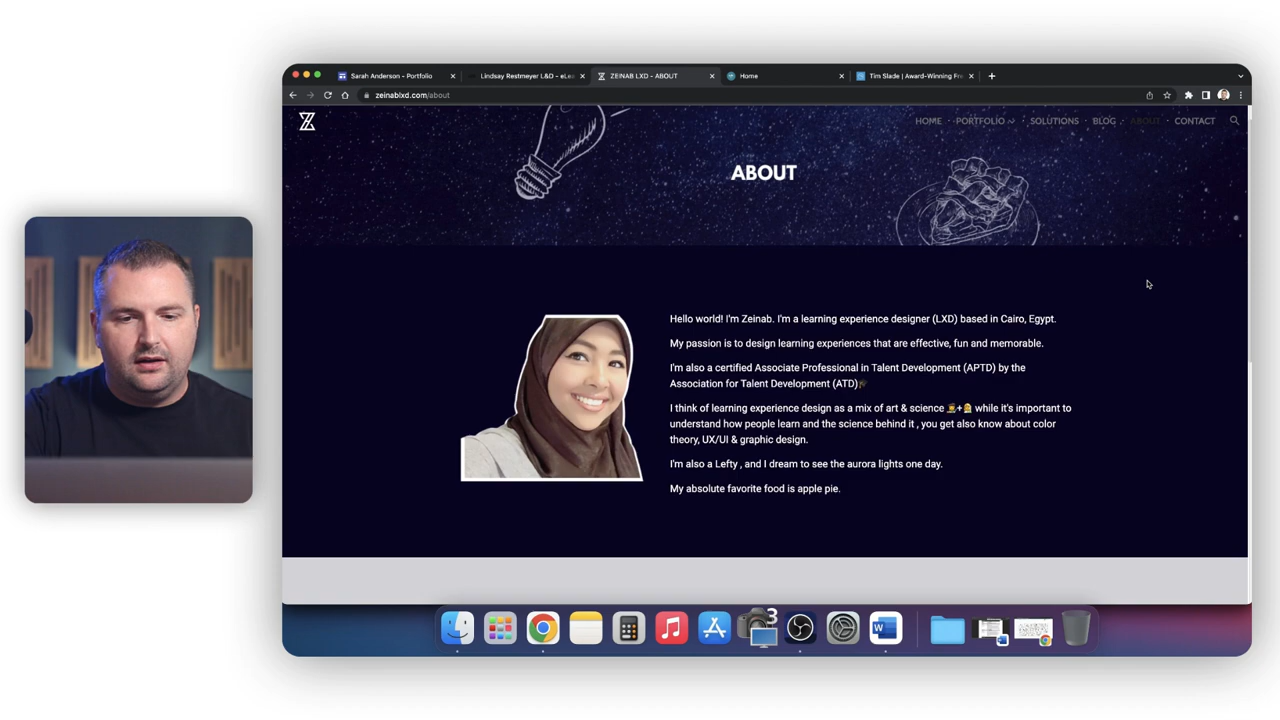 Sarah Anderson - Portfolio
Lindsay Restmeyer L&D - eLea
ZEINAB LXD - ABOUT
Home
Tim Slade | Award-Winning Fre
zeinablxd.com/about
Z
HOME · PORTFOLIO · SOLUTIONS · BLOG · ABOUT · CONTACT
ABOUT
Hello world! I'm Zeinab. I'm a learning experience designer (LXD) based in Cairo, Egypt.
My passion is to design learning experiences that are effective, fun and memorable.
I'm also a certified Associate Professional in Talent Development (APTD) by the
Association for Talent Development (ATD)🎓
I think of learning experience design as a mix of art & science 👩‍🎨+👩‍🔬 while it's important to
understand how people learn and the science behind it , you get also know about color
theory, UX/UI & graphic design.
I'm also a Lefty , and I dream to see the aurora lights one day.
My absolute favorite food is apple pie.
3
W